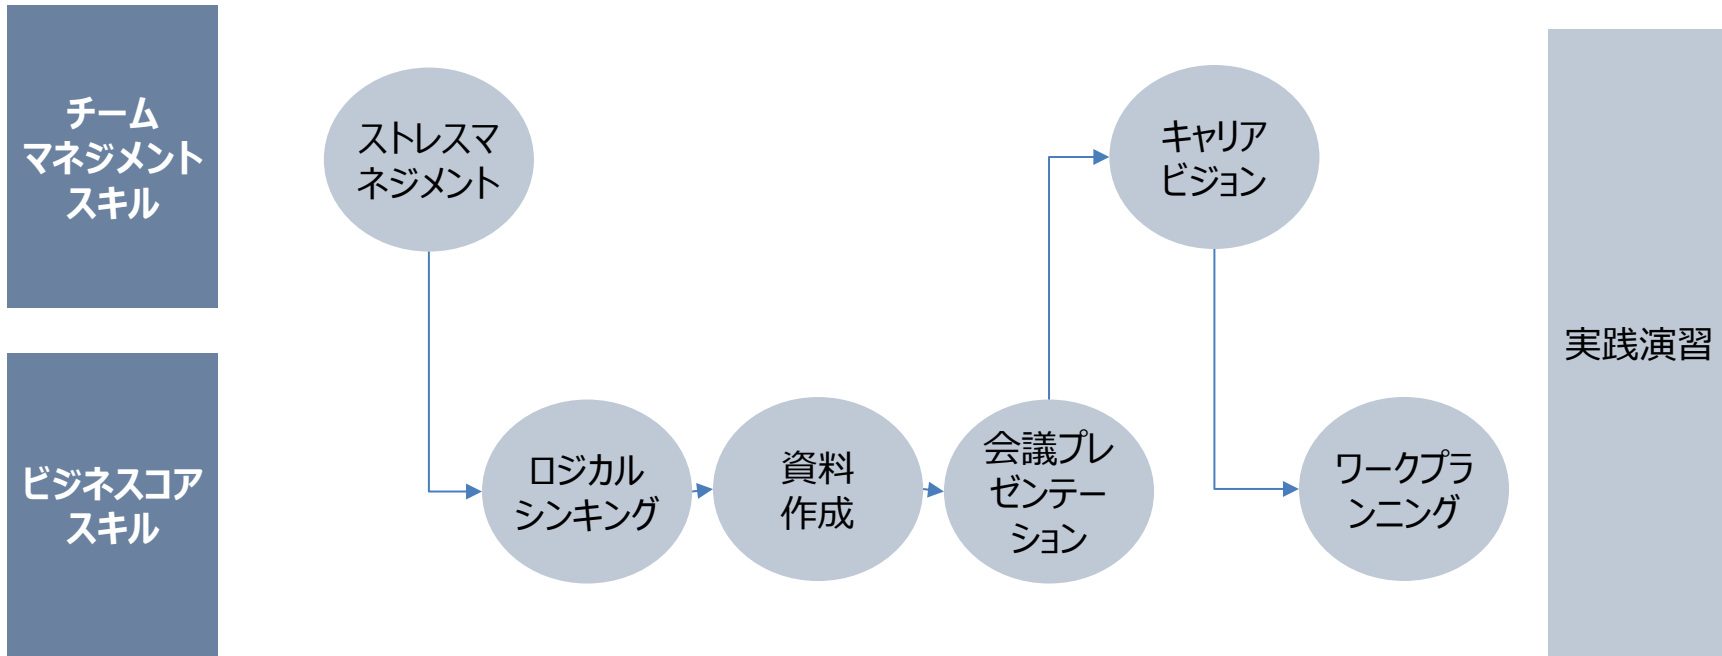 チーム
マネジメント
スキル
ストレスマ
ネジメント
キャリア
ビジョン
実践演習
ビジネスコア
スキル
ロジカル
シンキング
資料
作成
会議プレ
ゼンテー
ション
ワークプラ
ンニング